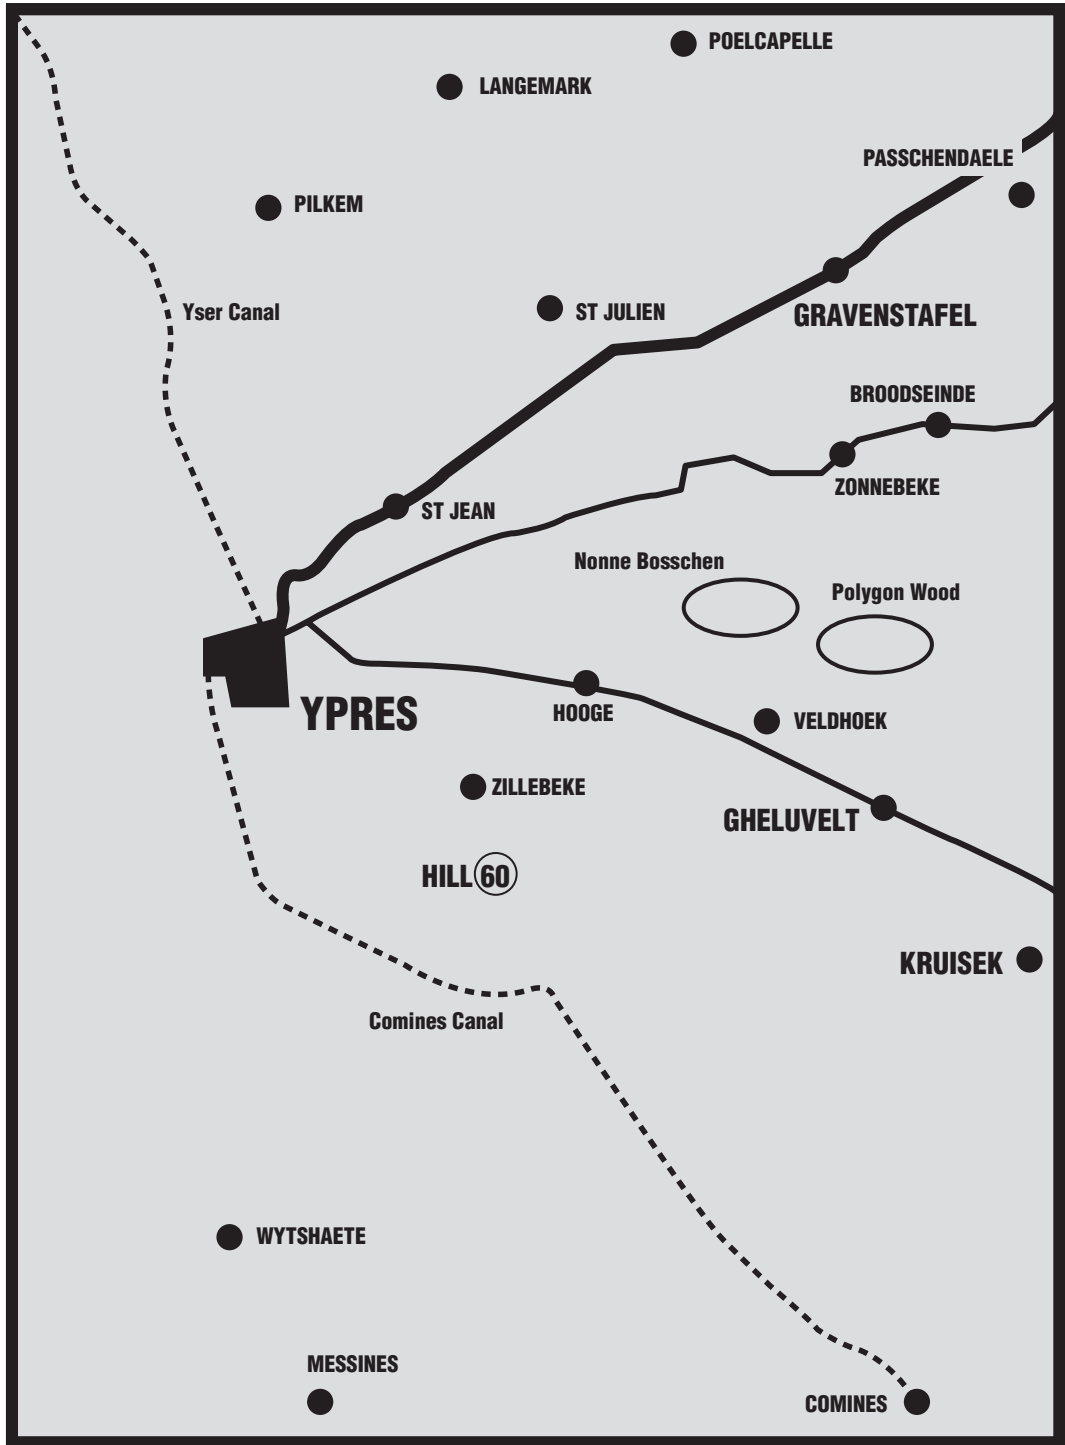 POELCAPELLE
LANGEMARK
PASSCHENDAELE
PILKEM
Yser Canal
ST JULIEN
GRAVENSTAFEL
BROODSEINDE
ZONNEBEKE
ST JEAN
Nonne Bosschen
Polygon Wood
YPRES
HOOGE
VELDHOEK
ZILLEBEKE
GHELUVELT
HILL 60
KRUISEK
Comines Canal
WYTSHAETE
MESSINES
COMINES